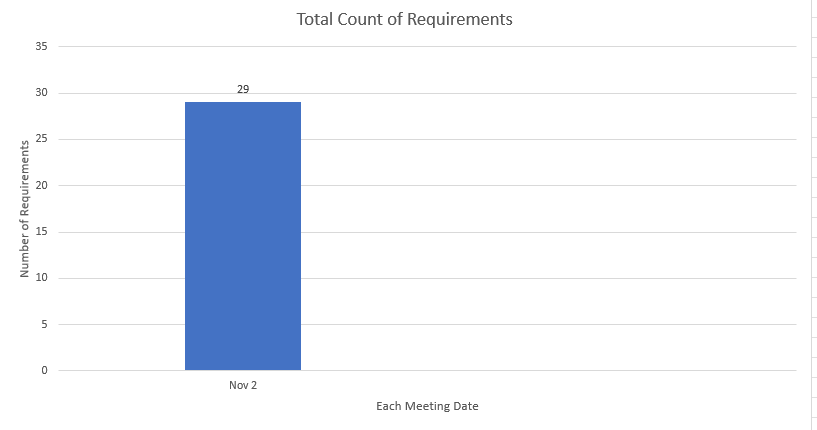 Total Count of Requirements
35
30
25
20
15
10
5
0
Number of Requirements
29
Nov 2
Each Meeting Date